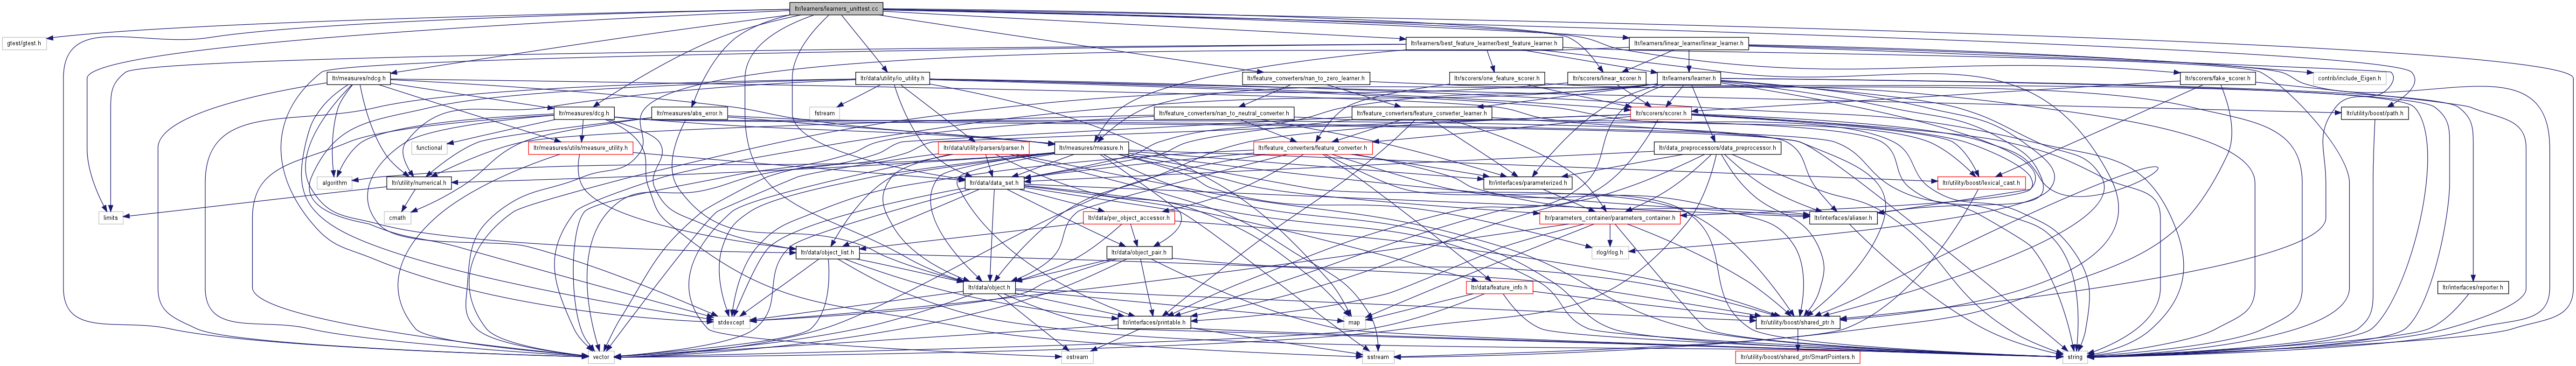 ltr/learners/learners_unittest.cc
gtest/gtest.h
ltr/learners/best_feature_learner/best_feature_learner.h
ltr/learners/linear_learner/linear_learner.h
ltr/measures/ndcg.h
ltr/data/utility/io_utility.h
ltr/feature_converters/nan_to_zero_learner.h
ltr/scorers/one_feature_scorer.h
ltr/scorers/linear_scorer.h
ltr/learners/learner.h
ltr/scorers/fake_scorer.h
contrib/include_Eigen.h
ltr/measures/dcg.h
ltr/measures/abs_error.h
fstream
ltr/feature_converters/nan_to_neutral_converter.h
ltr/feature_converters/feature_converter_learner.h
ltr/scorers/scorer.h
ltr/utility/boost/path.h
functional
ltr/measures/utils/measure_utility.h
ltr/data/utility/parsers/parser.h
ltr/measures/measure.h
ltr/feature_converters/feature_converter.h
ltr/data_preprocessors/data_preprocessor.h
algorithm
ltr/utility/numerical.h
ltr/data/data_set.h
ltr/interfaces/parameterized.h
ltr/utility/boost/lexical_cast.h
limits
cmath
ltr/data/per_object_accessor.h
ltr/parameters_container/parameters_container.h
ltr/interfaces/aliaser.h
ltr/data/object_list.h
ltr/data/object_pair.h
rlog/rlog.h
ltr/data/object.h
ltr/data/feature_info.h
ltr/interfaces/reporter.h
stdexcept
ltr/interfaces/printable.h
map
ltr/utility/boost/shared_ptr.h
vector
ostream
sstream
ltr/utility/boost/shared_ptr/SmartPointers.h
string